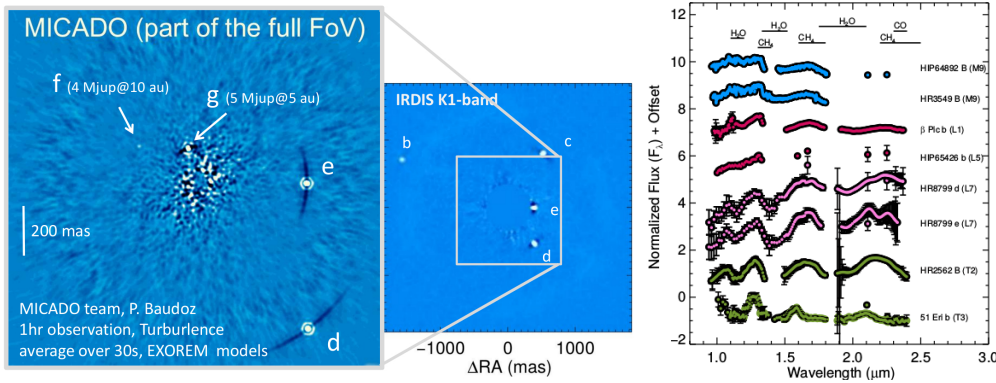 MICADO (part of the full FoV)
f (4 Mjup@10 au)
g (5 Mjup@5 au)
e
200 mas
d
MICADO team, P. Baudoz
1hr observation, Turburlence
average over 30s, EXOREM models
IRDIS K1-band
b
c
e
d
−1000 0 1000
ΔRA (mas)
Normalized Flux (Fλ) + Offset
12
10
8
6
4
2
0
−2
H₂O
CH₄
H₂O
CH₄
H₂O
CH₄
CO
HIP64892 B (M9)
HR3549 B (M9)
β Pic b (L1)
HIP65426 b (L5)
HR8799 d (L7)
HR8799 e (L7)
HR2562 B (T2)
51 Eri b (T3)
1.0 1.5 2.0 2.5 3.0
Wavelength (μm)